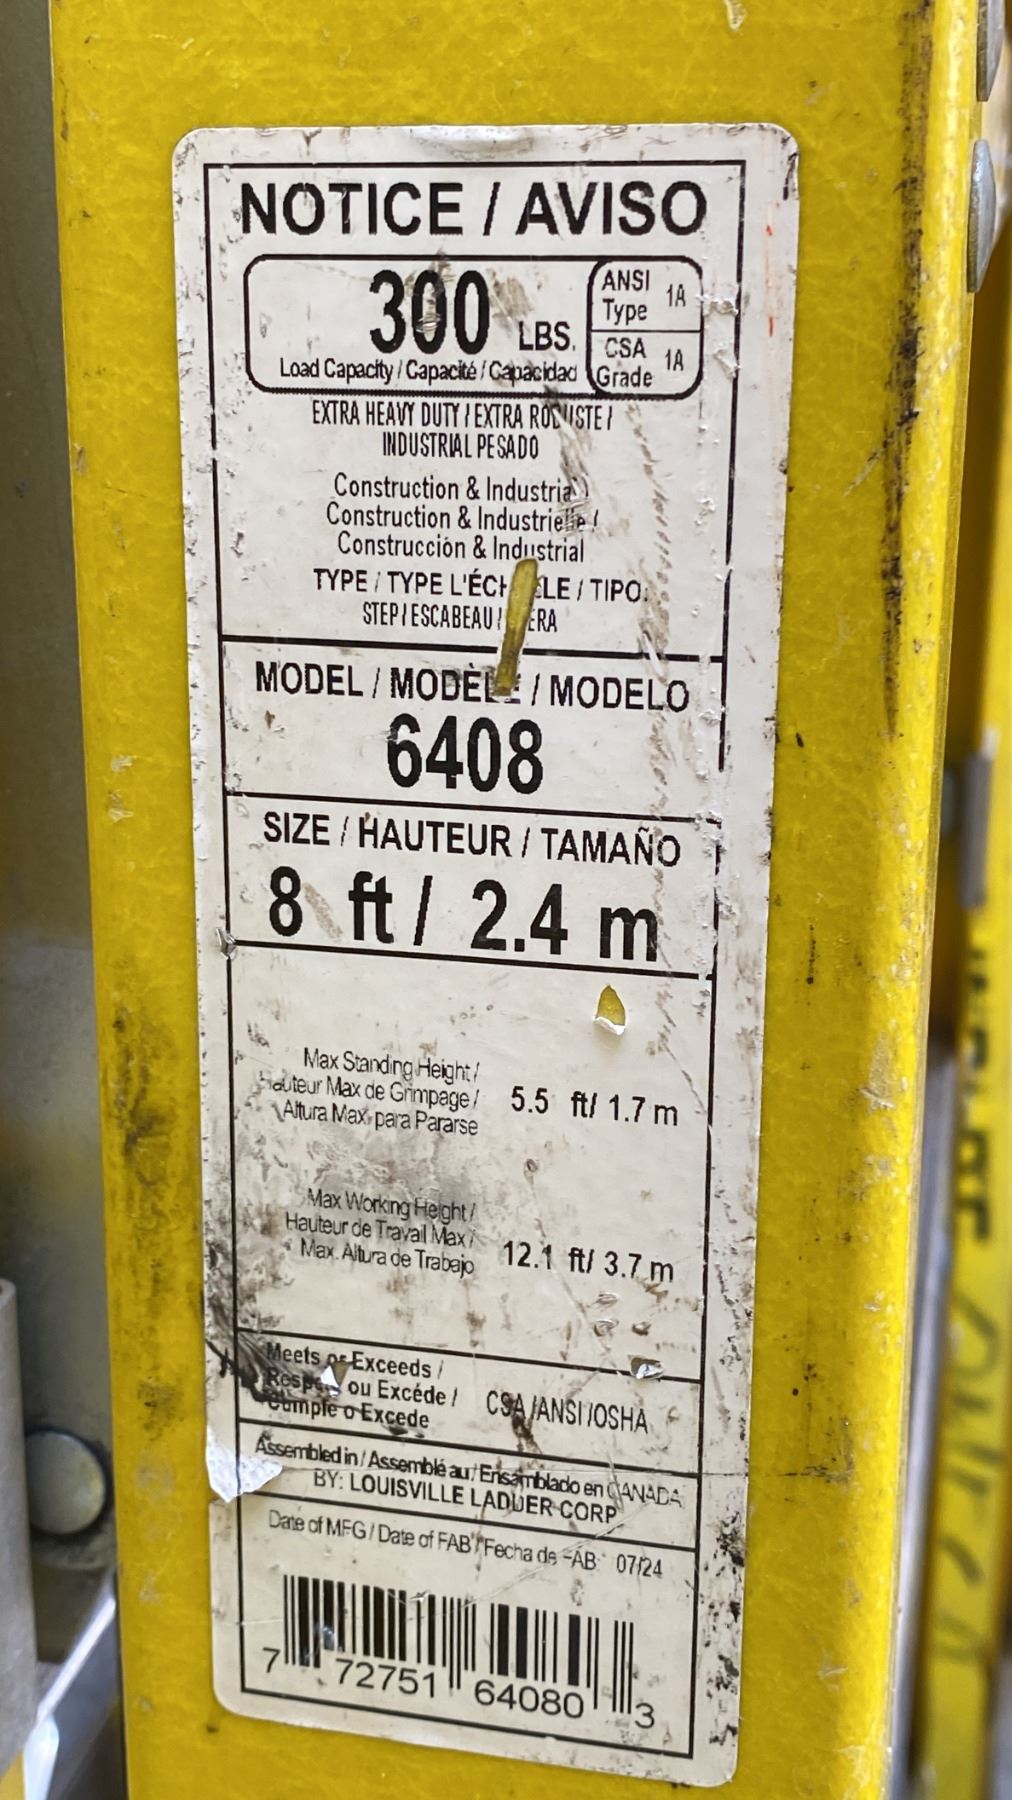 NOTICE / AVISO
300 LBS.
Load Capacity / Capacité / Capacidad
ANSI Type 1A
CSA Grade 1A
EXTRA HEAVY DUTY / EXTRA ROBUSTE /
INDUSTRIAL PESADO
Construction & Industrial /
Construction & Industrielle /
Construcción & Industrial
TYPE / TYPE L'ÉCHELLE / TIPO:
STEP / ESCABEAU /
MODEL / MODÈLE / MODELO
6408
SIZE / HAUTEUR / TAMAÑO
8 ft / 2.4 m
Max Standing Height /
Hauteur Max de Grimpage /
Altura Max. para Pararse
5.5 ft/ 1.7 m
Max Working Height /
Hauteur de Travail Max /
Max. Altura de Trabajo
12.1 ft/ 3.7 m
Meets or Exceeds /
ou Excéde /
Cumple o Excede
CSA /ANSI /OSHA
Assembled in / Assemblé au / Ensamblado en CANADA
BY: LOUISVILLE LADDER CORP
Date of MFG / Date of FAB / Fecha de FAB: 07/24
7 72751 64080 3